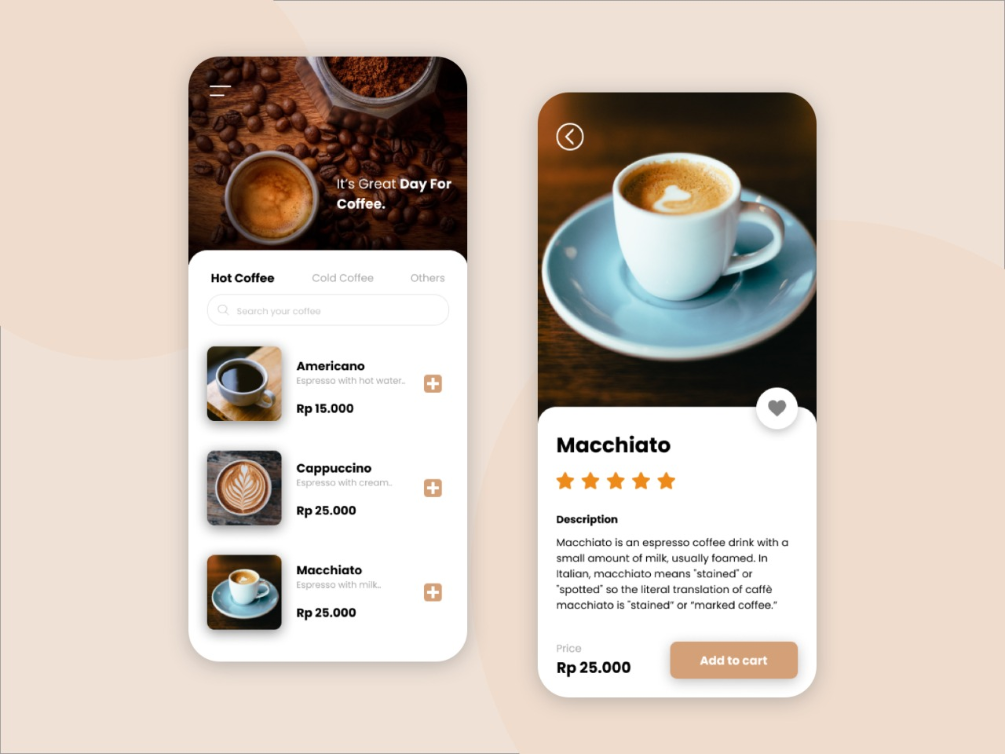 It's Great Day For
Coffee.
Hot Coffee
Cold Coffee
Others
Search your coffee
Americano
Espresso with hot water..
Rp 15.000
Cappuccino
Espresso with cream..
Rp 25.000
Macchiato
Espresso with milk..
Rp 25.000
Macchiato
Description
Macchiato is an espresso coffee drink with a
small amount of milk, usually foamed. In
Italian, macchiato means "stained" or
"spotted" so the literal translation of caffè
macchiato is "stained" or "marked coffee."
Price
Rp 25.000
Add to cart